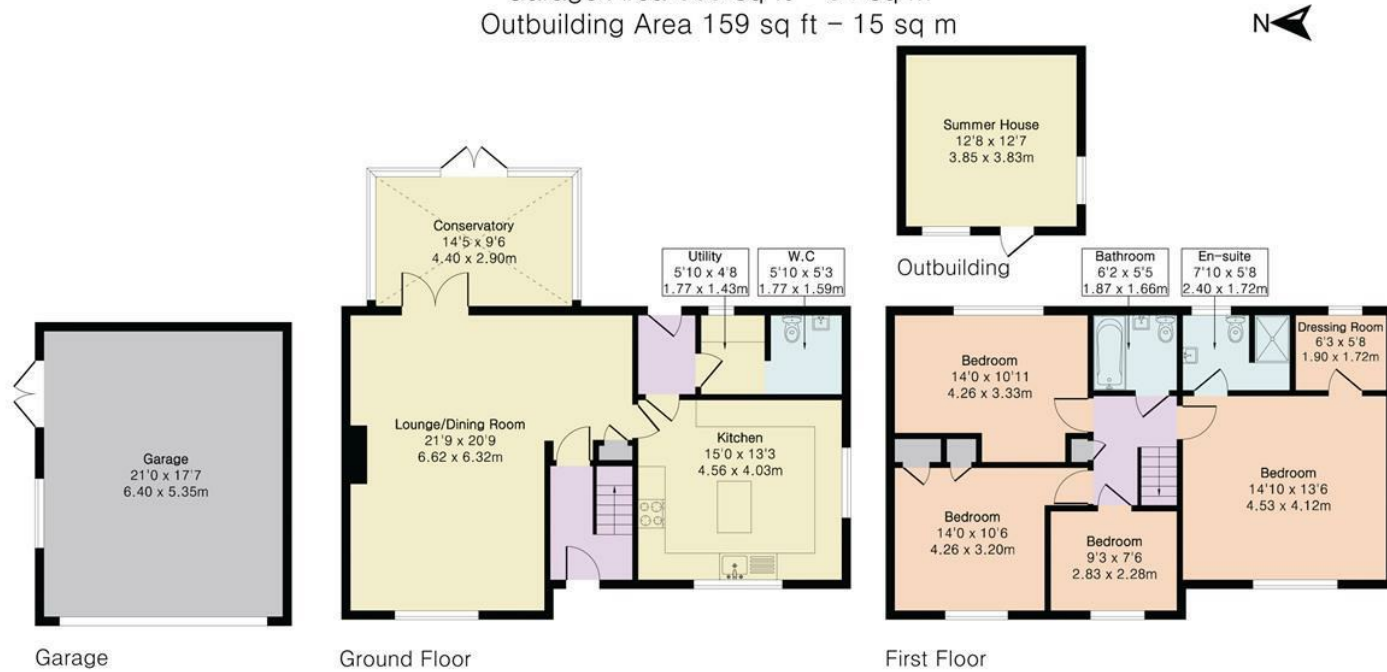 Outbuilding Area 159 sq ft – 15 sq m
N
Summer House
12'8 x 12'7
3.85 x 3.83m
Outbuilding
Conservatory
14'5 x 9'6
4.40 x 2.90m
Utility
5'10 x 4'8
1.77 x 1.43m
W.C
5'10 x 5'3
1.77 x 1.59m
Bathroom
6'2 x 5'5
1.87 x 1.66m
En-suite
7'10 x 5'8
2.40 x 1.72m
Dressing Room
6'3 x 5'8
1.90 x 1.72m
Garage
21'0 x 17'7
6.40 x 5.35m
Lounge/Dining Room
21'9 x 20'9
6.62 x 6.32m
Kitchen
15'0 x 13'3
4.56 x 4.03m
Bedroom
14'0 x 10'11
4.26 x 3.33m
Bedroom
14'10 x 13'6
4.53 x 4.12m
Bedroom
14'0 x 10'6
4.26 x 3.20m
Bedroom
9'3 x 7'6
2.83 x 2.28m
Garage
Ground Floor
First Floor